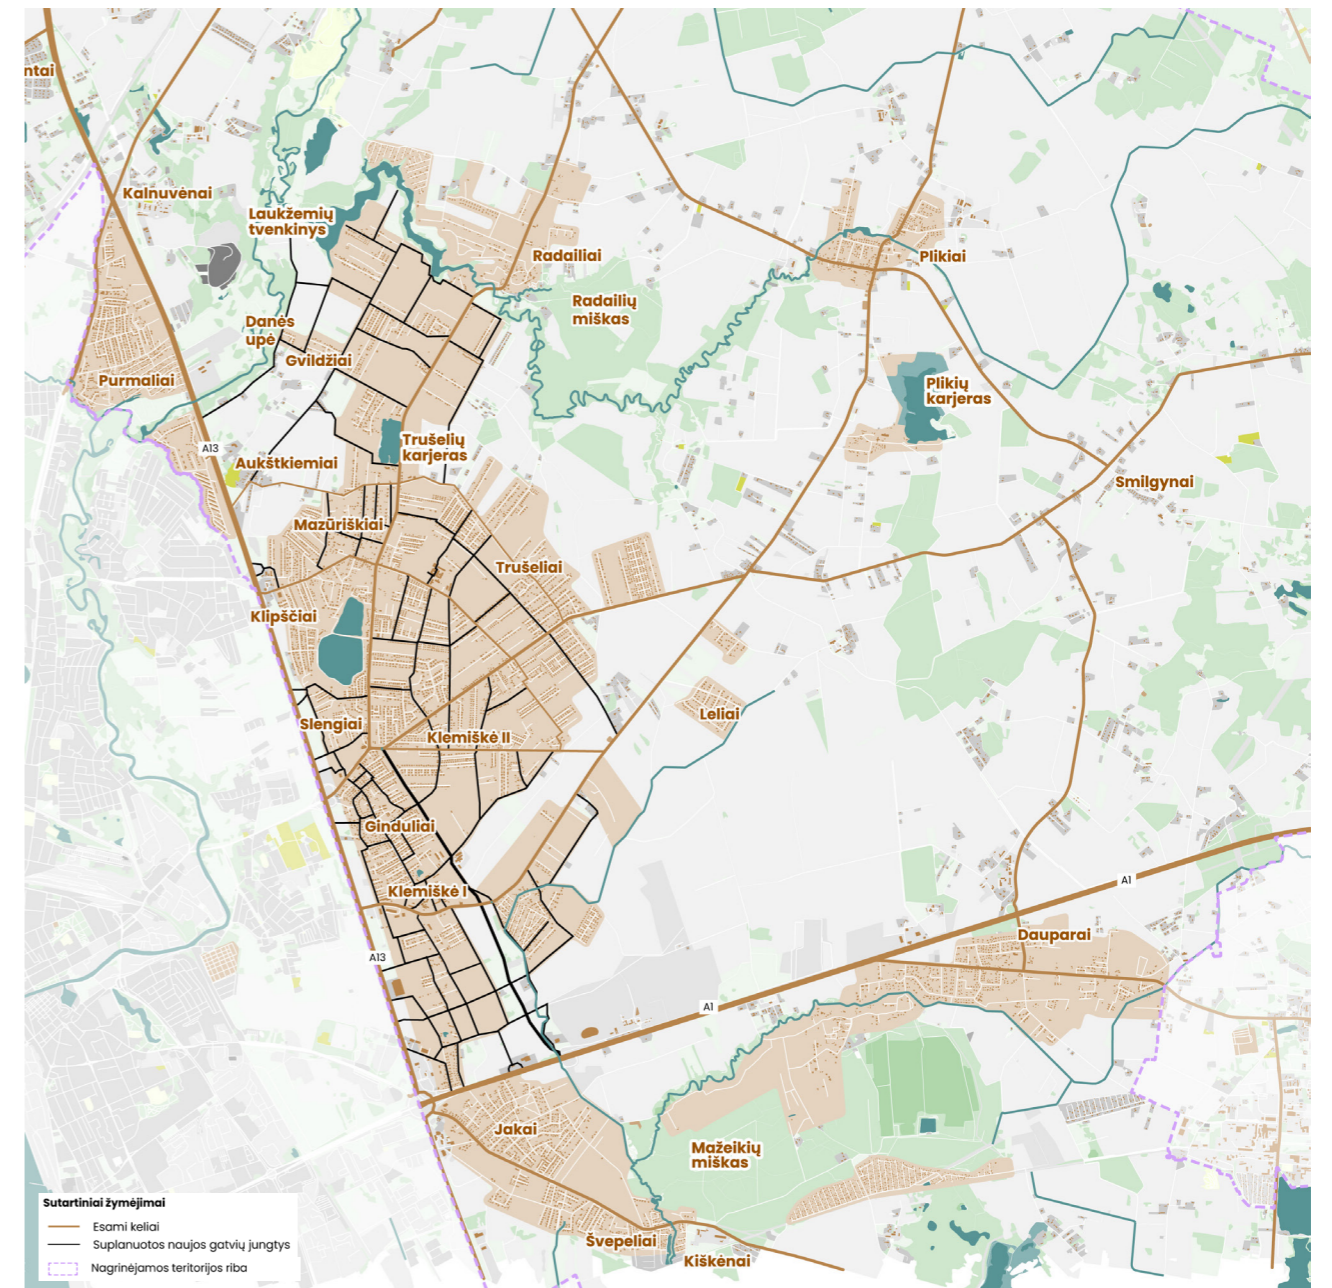 ntai
Kalnuvėnai
Laukžemių
tvenkinys
Radailiai
Plikiai
Radailių
miškas
Danės
upė
Gvildžiai
Purmaliai
Plikių
karjeras
A13
Trušelių
karjeras
Aukštkiemiai
Smilgynai
Mazūriškiai
Trušeliai
Klipščiai
Leliai
Slengiai
Klemiškė II
Ginduliai
A1
Klemiškė I
Dauparai
A13
A1
Jakai
Mažeikių
miškas
Švepeliai
Kiškėnai
Sutartiniai žymėjimai
Esami keliai
Suplanuotos naujos gatvių jungtys
Nagrinėjamos teritorijos riba